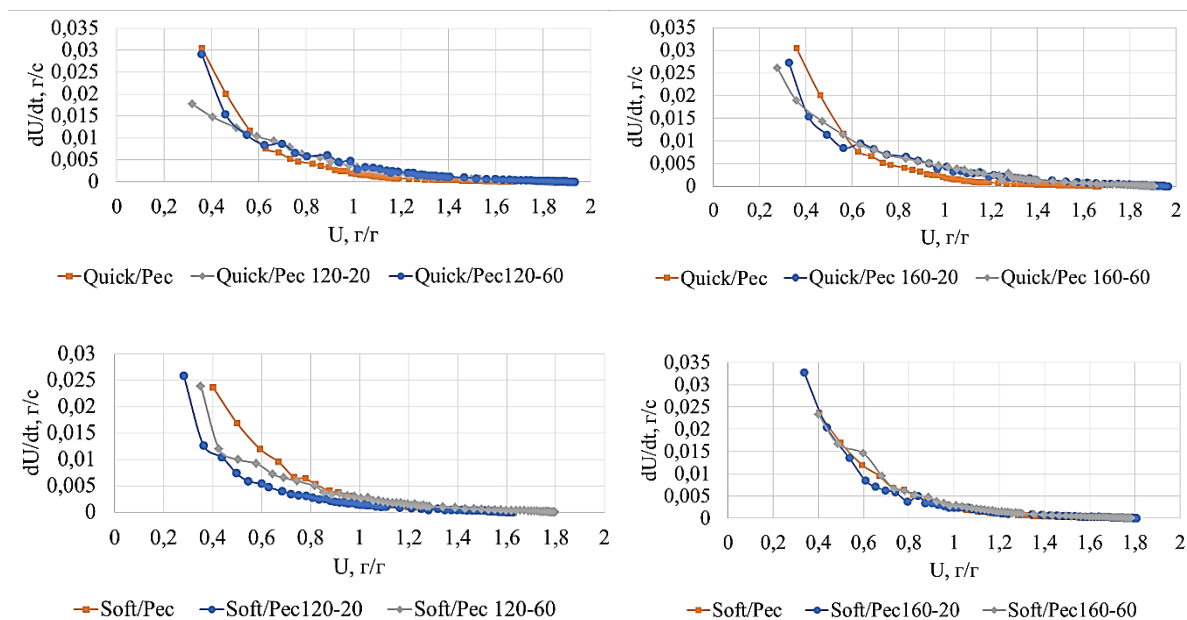 dU/dt, г/с
0,035
0,03
0,025
0,02
0,015
0,01
0,005
0
0 0,2 0,4 0,6 0,8 1 1,2 1,4 1,6 1,8 2
U, г/г
Quick/Pec Quick/Pec 120-20 Quick/Pec120-60
dU/dt, г/с
0,035
0,03
0,025
0,02
0,015
0,01
0,005
0
0 0,2 0,4 0,6 0,8 1 1,2 1,4 1,6 1,8 2
U, г/г
Quick/Pec Quick/Pec 160-20 Quick/Pec 160-60
dU/dt, г/с
0,03
0,025
0,02
0,015
0,01
0,005
0
0 0,2 0,4 0,6 0,8 1 1,2 1,4 1,6 1,8 2
U, г/г
Soft/Pec Soft/Pec120-20 Soft/Pec 120-60
dU/dt, г/с
0,035
0,03
0,025
0,02
0,015
0,01
0,005
0
0 0,2 0,4 0,6 0,8 1 1,2 1,4 1,6 1,8 2
U, г/г
Soft/Pec Soft/Pec160-20 Soft/Pec160-60